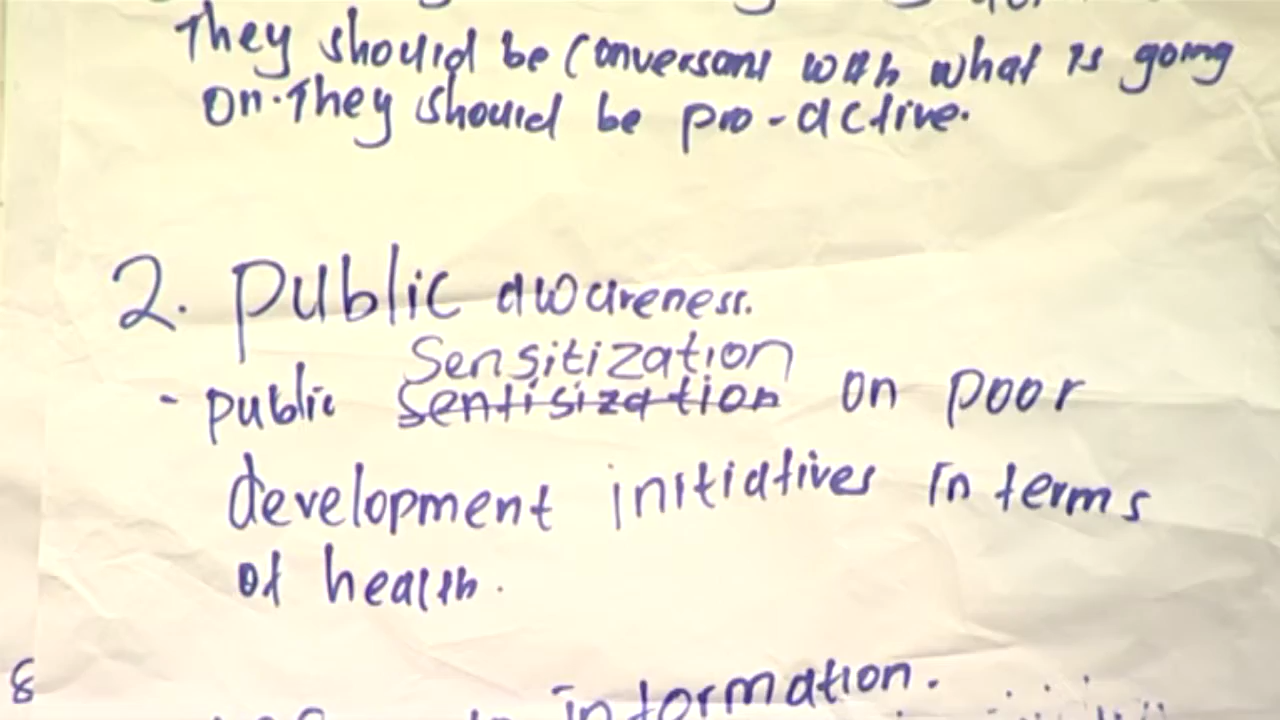 They should be conversant with what is going
on. They should be pro-active.
2. public awareness.
Sensitization
- public sentisization on poor
development initiatives in terms
of health.
8
information.